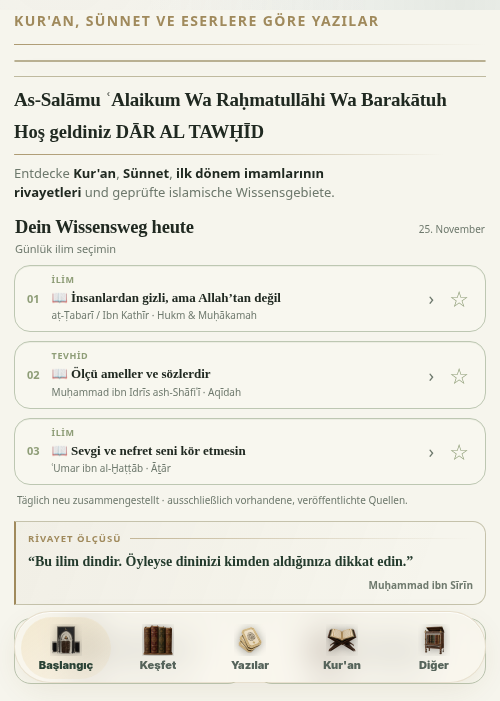 KUR'AN, SÜNNET VE ESERLERE GÖRE YAZILAR
As-Salāmu ʿAlaikum Wa Raḥmatullāhi Wa Barakātuh
Hoş geldiniz DĀR AL TAWḤĪD
Entdecke Kur'an, Sünnet, ilk dönem imamlarının
rivayetleri und geprüfte islamische Wissensgebiete.
Dein Wissensweg heute
25. November
Günlük ilim seçimin
İLİM
01
📖 İnsanlardan gizli, ama Allah’tan değil
aṭ-Ṭabarī / Ibn Kathīr · Hukm & Muḥākamah
TEVHİD
02
📖 Ölçü ameller ve sözlerdir
Muḥammad ibn Idrīs ash-Shāfiʿī · Aqīdah
İLİM
03
📖 Sevgi ve nefret seni kör etmesin
ʿUmar ibn al-Ḫaṭṭāb · Āṯār
Täglich neu zusammengestellt · ausschließlich vorhandene, veröffentlichte Quellen.
RİVAYET ÖLÇÜSÜ
“Bu ilim dindir. Öyleyse dininizi kimden aldığınıza dikkat edin.”
Muḥammad ibn Sīrīn
Başlangıç
Keşfet
Yazılar
Kur'an
Diğer